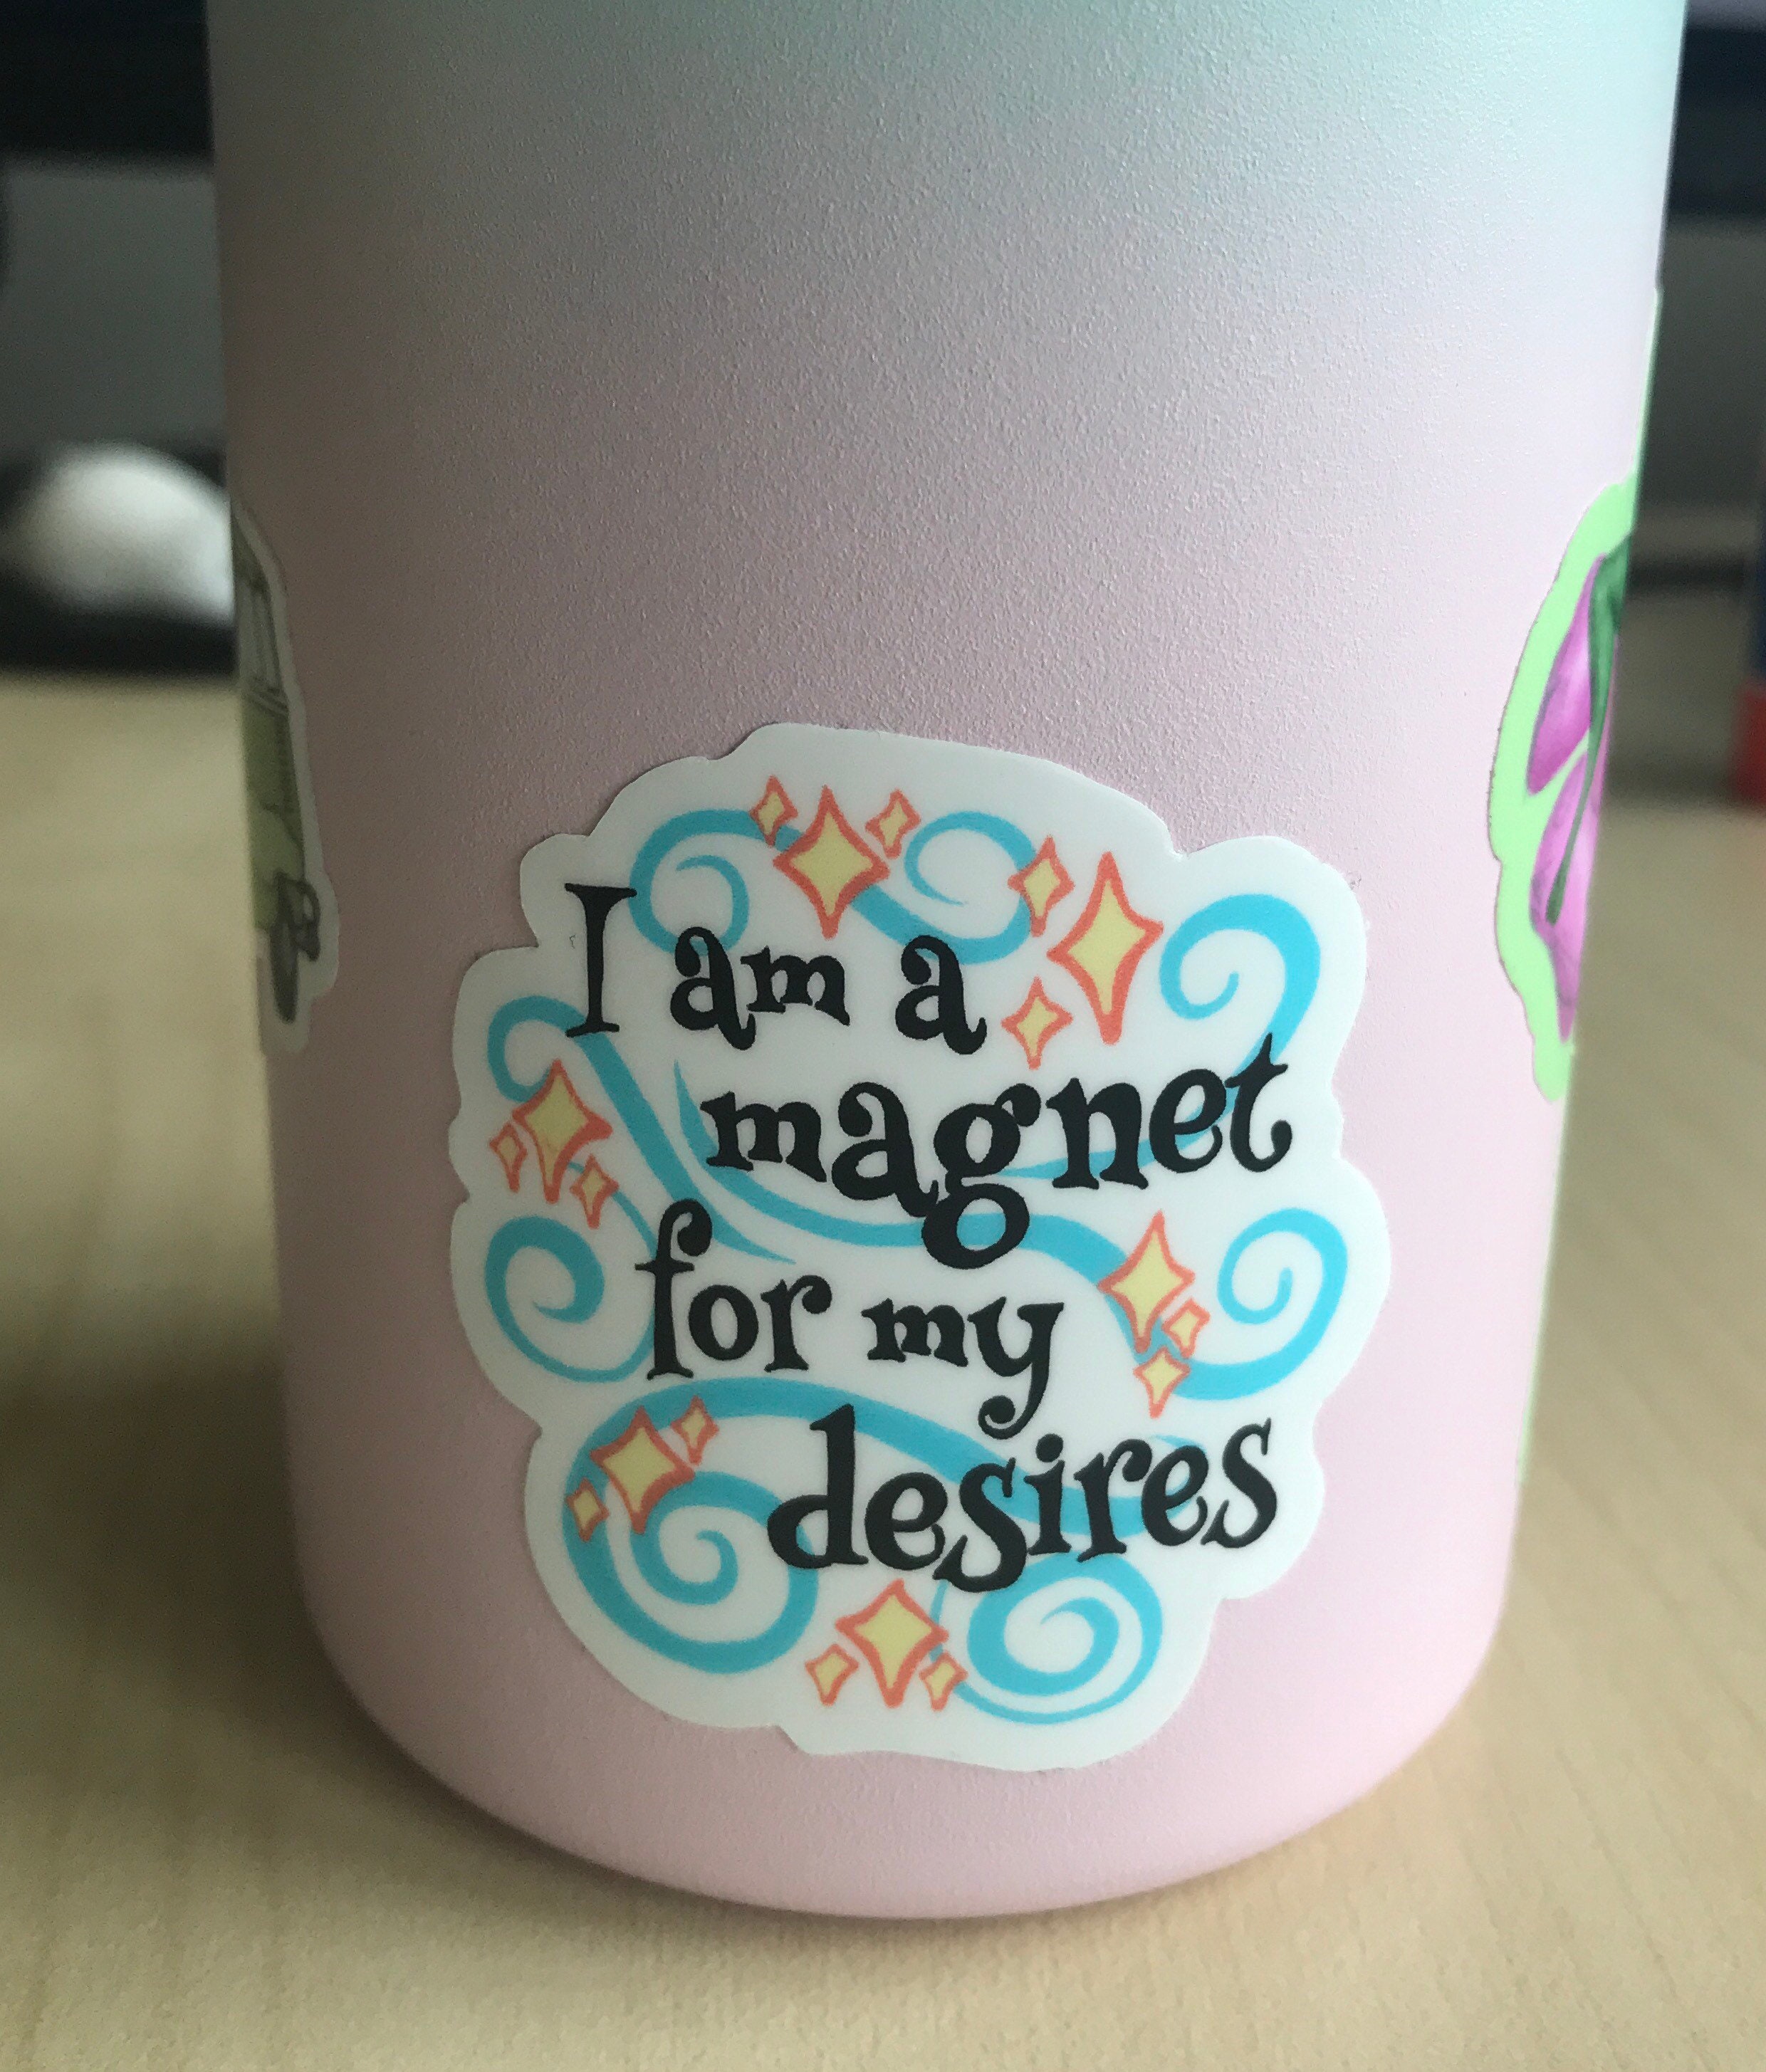 I am a
magnet
for my
desires